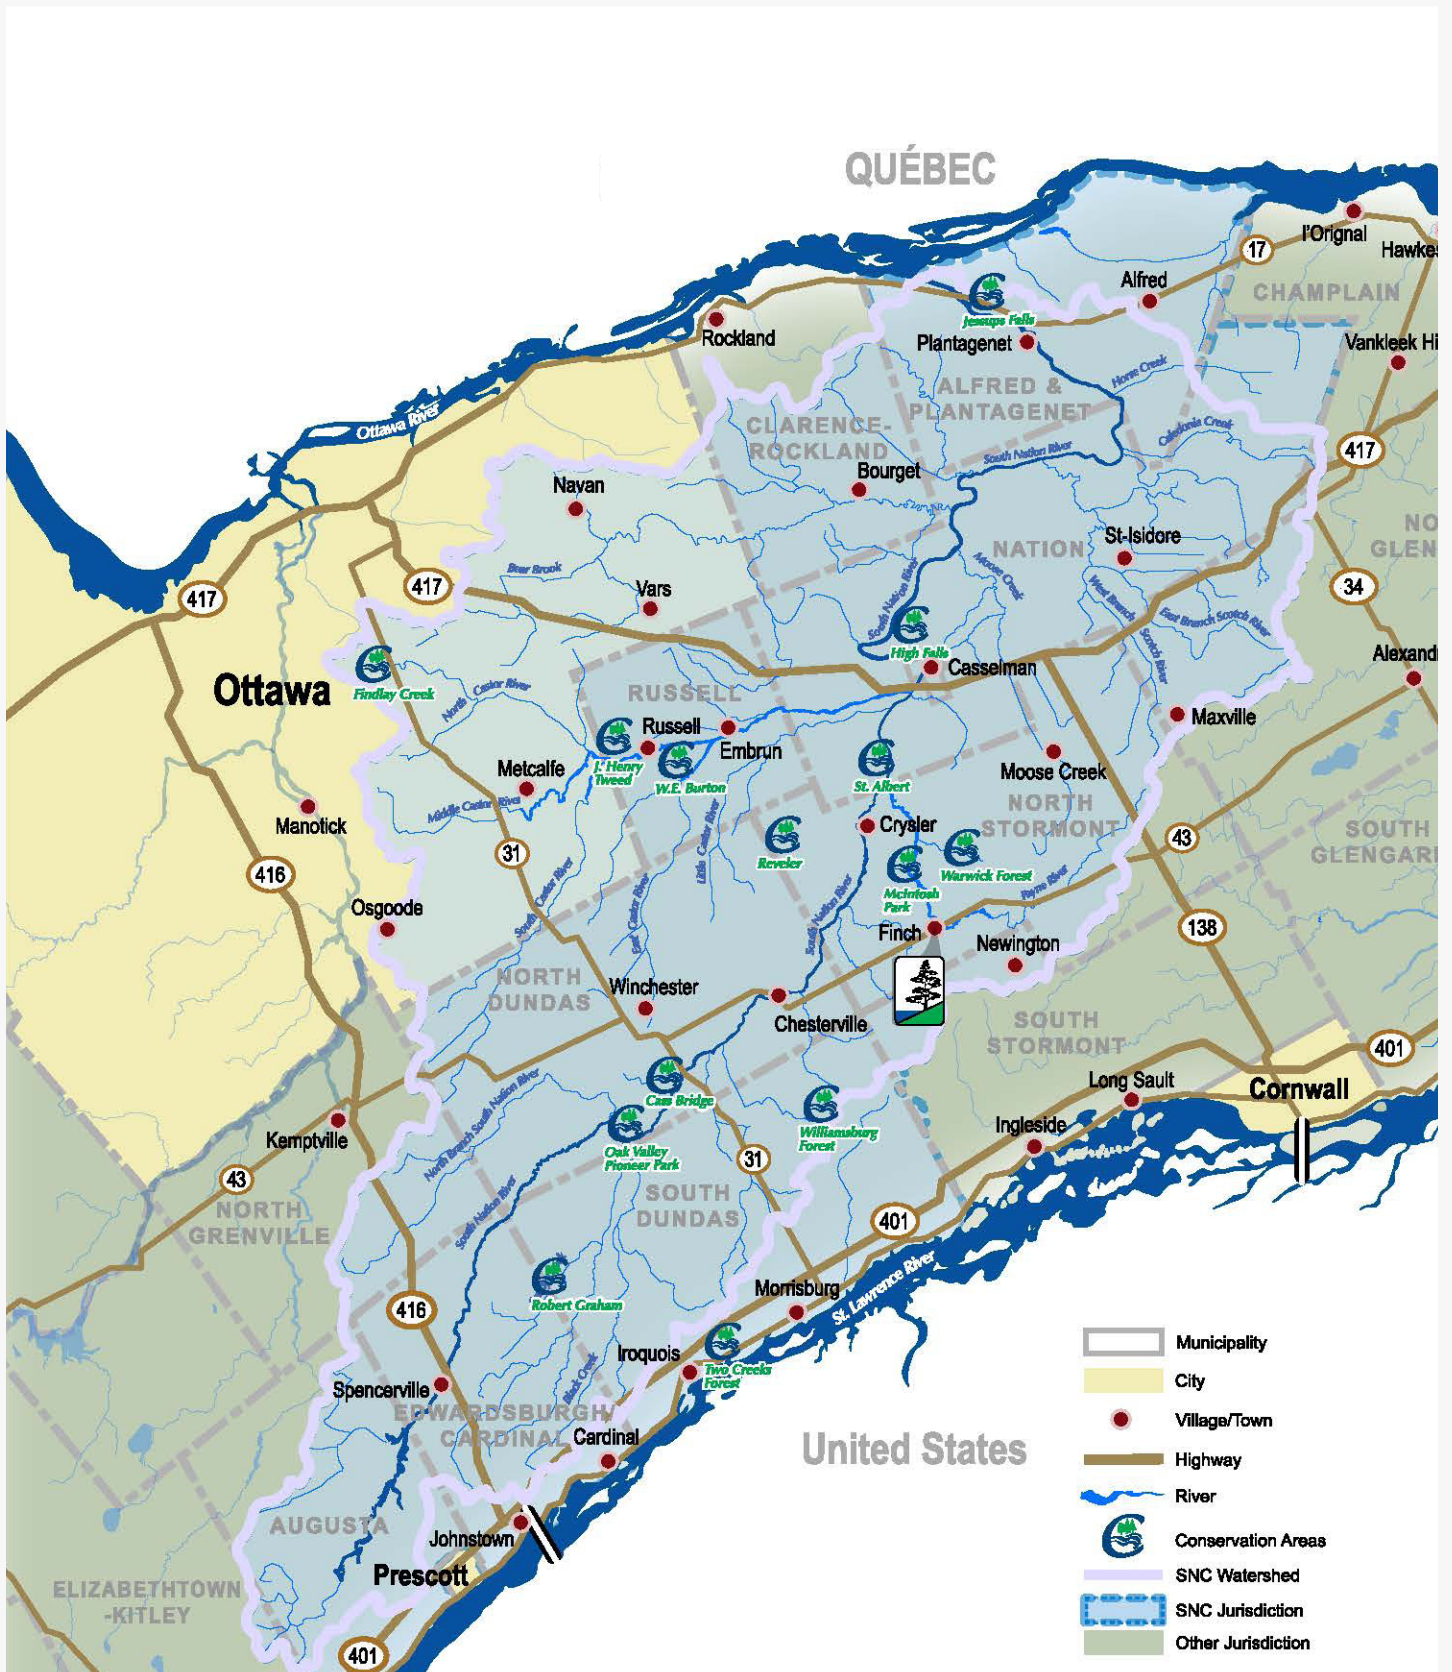 QUÉBEC
l'Orignal
17
Hawkes
Alfred
CHAMPLAIN
Jessups Falls
Rockland
Plantagenet
Vankleek Hi
Horse Creek
ALFRED &
PLANTAGENET
Ottawa River
CLARENCE-
ROCKLAND
Caledonia Creek
South Nation River
417
Bourget
Navan
NO
GLEN
St-Isidore
NATION
Bear Brook
Moose Creek
417
417
Vars
34
South Nation River
West Branch
Scotch River
East Branch Scotch River
High Falls
Casselman
Alexand
Findlay Creek
Ottawa
North Castor River
RUSSELL
Maxville
Russell
Embrun
J. Henry
Tweed
W.E. Burton
Metcalfe
St. Albert
Moose Creek
Middle Castor River
Manotick
NORTH
STORMONT
Crysler
SOUTH
GLENGAR
43
31
Reveler
Little Castor River
416
Warwick Forest
McIntosh
Park
Payne River
Osgoode
South Castor River
East Castor River
South Nation River
138
Finch
Newington
NORTH
DUNDAS
Winchester
Chesterville
SOUTH
STORMONT
401
Long Sault
Cornwall
Cass Bridge
North Branch South Nation River
Kemptville
Ingleside
Williamsburg
Forest
Oak Valley
Pioneer Park
31
43
South Nation River
SOUTH
DUNDAS
NORTH
GRENVILLE
401
St. Lawrence River
Robert Graham
Morrisburg
416
Iroquois
Two Creeks
Forest
Municipality
Black Creek
Spencerville
City
EDWARDSBURGH/
CARDINAL
Village/Town
Cardinal
United States
Highway
River
AUGUSTA
Johnstown
Conservation Areas
Prescott
SNC Watershed
ELIZABETHTOWN
-KITLEY
SNC Jurisdiction
Other Jurisdiction
401